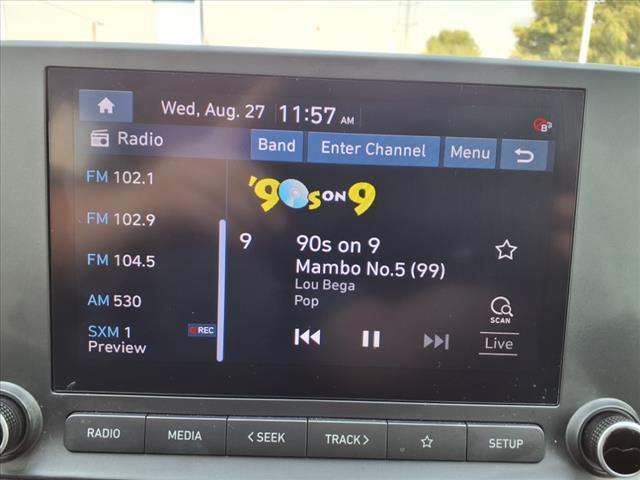 Wed, Aug. 27 11:57 AM
B
Radio Band Enter Channel Menu
FM 102.1
FM 102.9
FM 104.5
AM 530
SXM 1 REC
Preview
'90s ON 9
9 90s on 9
Mambo No.5 (99)
Lou Bega
Pop
SCAN
Live
RADIO MEDIA < SEEK TRACK > SETUP